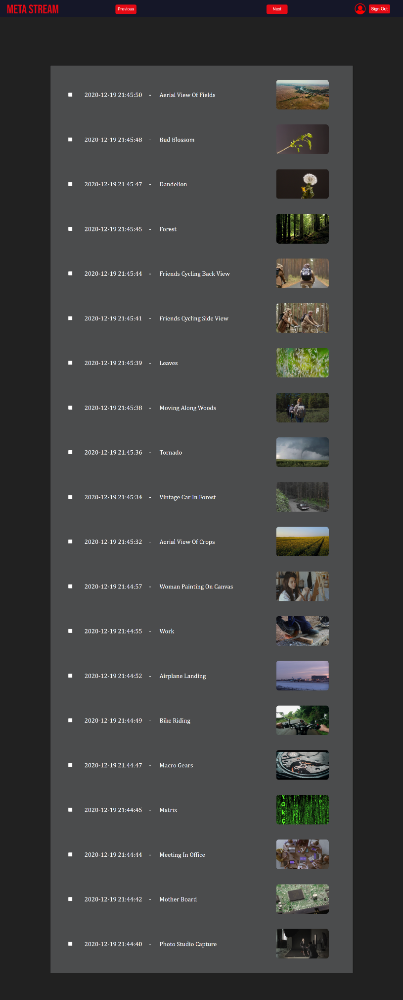 META STREAM
Previous
Next
Sign Out
2020-12-19 21:45:50 - Aerial View Of Fields
2020-12-19 21:45:48 - Bud Blossom
2020-12-19 21:45:47 - Dandelion
2020-12-19 21:45:45 - Forest
2020-12-19 21:45:44 - Friends Cycling Back View
2020-12-19 21:45:41 - Friends Cycling Side View
2020-12-19 21:45:39 - Leaves
2020-12-19 21:45:38 - Moving Along Woods
2020-12-19 21:45:36 - Tornado
2020-12-19 21:45:34 - Vintage Car In Forest
2020-12-19 21:45:32 - Aerial View Of Crops
2020-12-19 21:44:57 - Woman Painting On Canvas
2020-12-19 21:44:55 - Work
2020-12-19 21:44:52 - Airplane Landing
2020-12-19 21:44:49 - Bike Riding
2020-12-19 21:44:47 - Macro Gears
2020-12-19 21:44:45 - Matrix
2020-12-19 21:44:44 - Meeting In Office
2020-12-19 21:44:42 - Mother Board
2020-12-19 21:44:40 - Photo Studio Capture